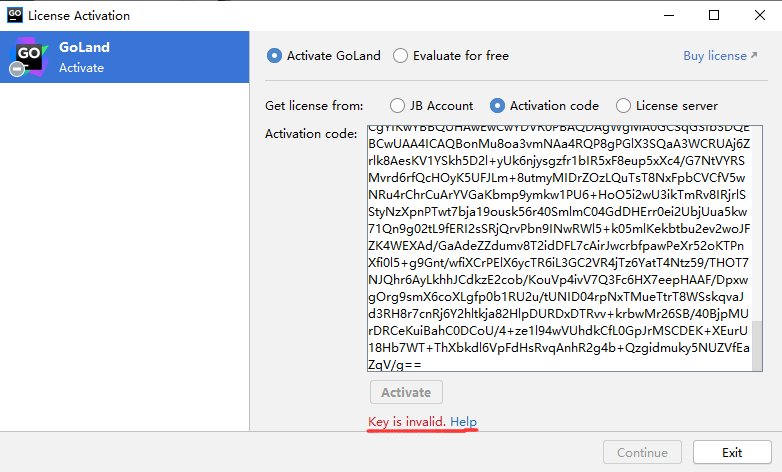 License Activation
GoLand
Activate
Activate GoLand
Evaluate for free
Buy license
Get license from:
JB Account
Activation code
License server
Activation code:
BCwUAA4ICAQBonMu8oa3vmNAa4RQP8gPGlX3SQaA3WCRUAj6Z
rlk8AesKV1YSkh5D2l+yUk6njysgzfr1bIR5xF8eup5xXc4/G7NtVYRS
Mvrd6rfQcHOyK5UFJLm+8utmyMIDrZOzLQuTsT8NxFpbCVCfV5w
NRu4rChrCuArYVGaKbmp9ymkw1PU6+HoO5i2wU3ikTmRv8IRjrlS
StyNzXpnPTwt7bja19ousk56r40SmlmC04GdDHErr0ei2UbjUua5kw
71Qn9g02tL9fERI2sSRjQrvPbn9INwRWl5+k05mlKekbtbu2ev2woJF
ZK4WEXAd/GaAdeZZdumv8T2idDFL7cAirJwcrbfpawPeXr52oKTPn
Xfi0l5+g9Gnt/wfiXCrPElX6ycTR6iL3GC2VR4jTz6YatT4Ntz59/THOT7
NJQhr6AyLkhhJCdkzE2cob/KouVp4ivV7Q3Fc6HX7eepHAAF/Dpxw
gOrg9smX6coXLgfp0b1RU2u/tUNID04rpNxTMueTtrT8WSskqvaJ
d3RH8r7cnRj6Y2hltkja82HlpDURDxDTRvv+krbwMr26SB/40BjpMU
rDRCeKuiBahC0DCoU/4+ze1l94wVUhdkCfL0GpJrMSCDEK+XEurU
18Hb7WT+ThXbkdl6VpFdHsRvqAnhR2g4b+Qzgidmuky5NUZVfEa
ZqV/g==
Activate
Key is invalid. Help
Continue
Exit